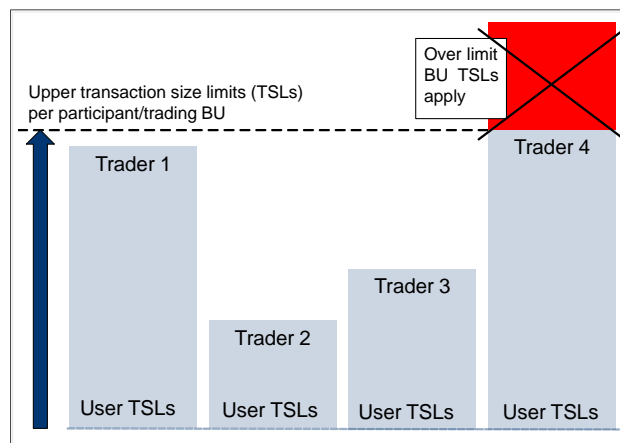 Over limit
BU TSLs
apply
Upper transaction size limits (TSLs)
per participant/trading BU
Trader 1
Trader 4
Trader 3
Trader 2
User TSLs
User TSLs
User TSLs
User TSLs